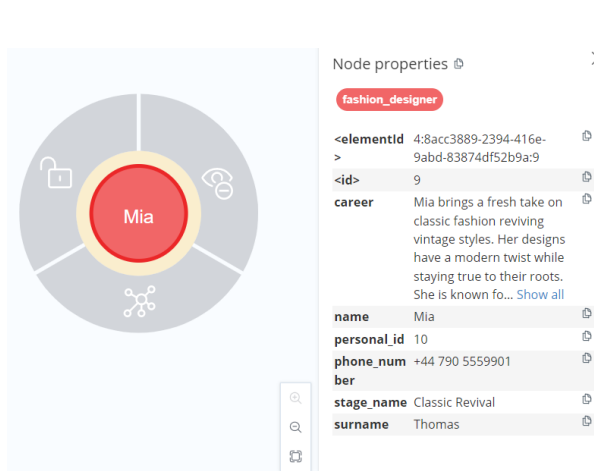 Mia
Node properties
fashion_designer
<elementId
>
4:8acc3889-2394-416e-
9abd-83874df52b9a:9
<id>
9
career
Mia brings a fresh take on
classic fashion reviving
vintage styles. Her designs
have a modern twist while
staying true to their roots.
She is known fo... Show all
name
Mia
personal_id
10
phone_num
ber
+44 790 5559901
stage_name
Classic Revival
surname
Thomas